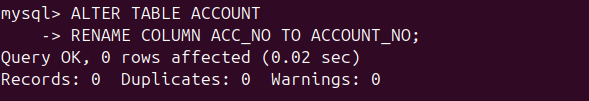 mysql> ALTER TABLE ACCOUNT
    -> RENAME COLUMN ACC_NO TO ACCOUNT_NO;
Query OK, 0 rows affected (0.02 sec)
Records: 0  Duplicates: 0  Warnings: 0